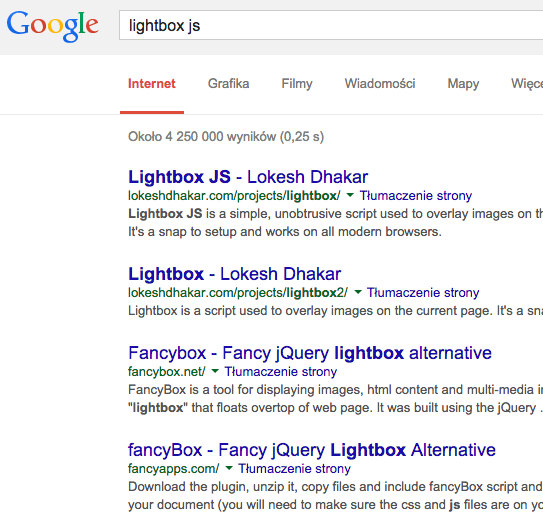 Google
lightbox js
Internet Grafika Filmy Wiadomości Mapy Więce
Około 4 250 000 wyników (0,25 s)
Lightbox JS - Lokesh Dhakar
lokeshdhakar.com/projects/lightbox/ Tłumaczenie strony
Lightbox JS is a simple, unobtrusive script used to overlay images on th
It's a snap to setup and works on all modern browsers.
Lightbox - Lokesh Dhakar
lokeshdhakar.com/projects/lightbox2/ Tłumaczenie strony
Lightbox is a script used to overlay images on the current page. It's a sna
Fancybox - Fancy jQuery lightbox alternative
fancybox.net/ Tłumaczenie strony
FancyBox is a tool for displaying images, html content and multi-media in
"lightbox" that floats overtop of web page. It was built using the jQuery .
fancyBox - Fancy jQuery Lightbox Alternative
fancyapps.com/ Tłumaczenie strony
Download the plugin, unzip it, copy files and include fancyBox script and
your document (you will need to make sure the css and js files are on yo